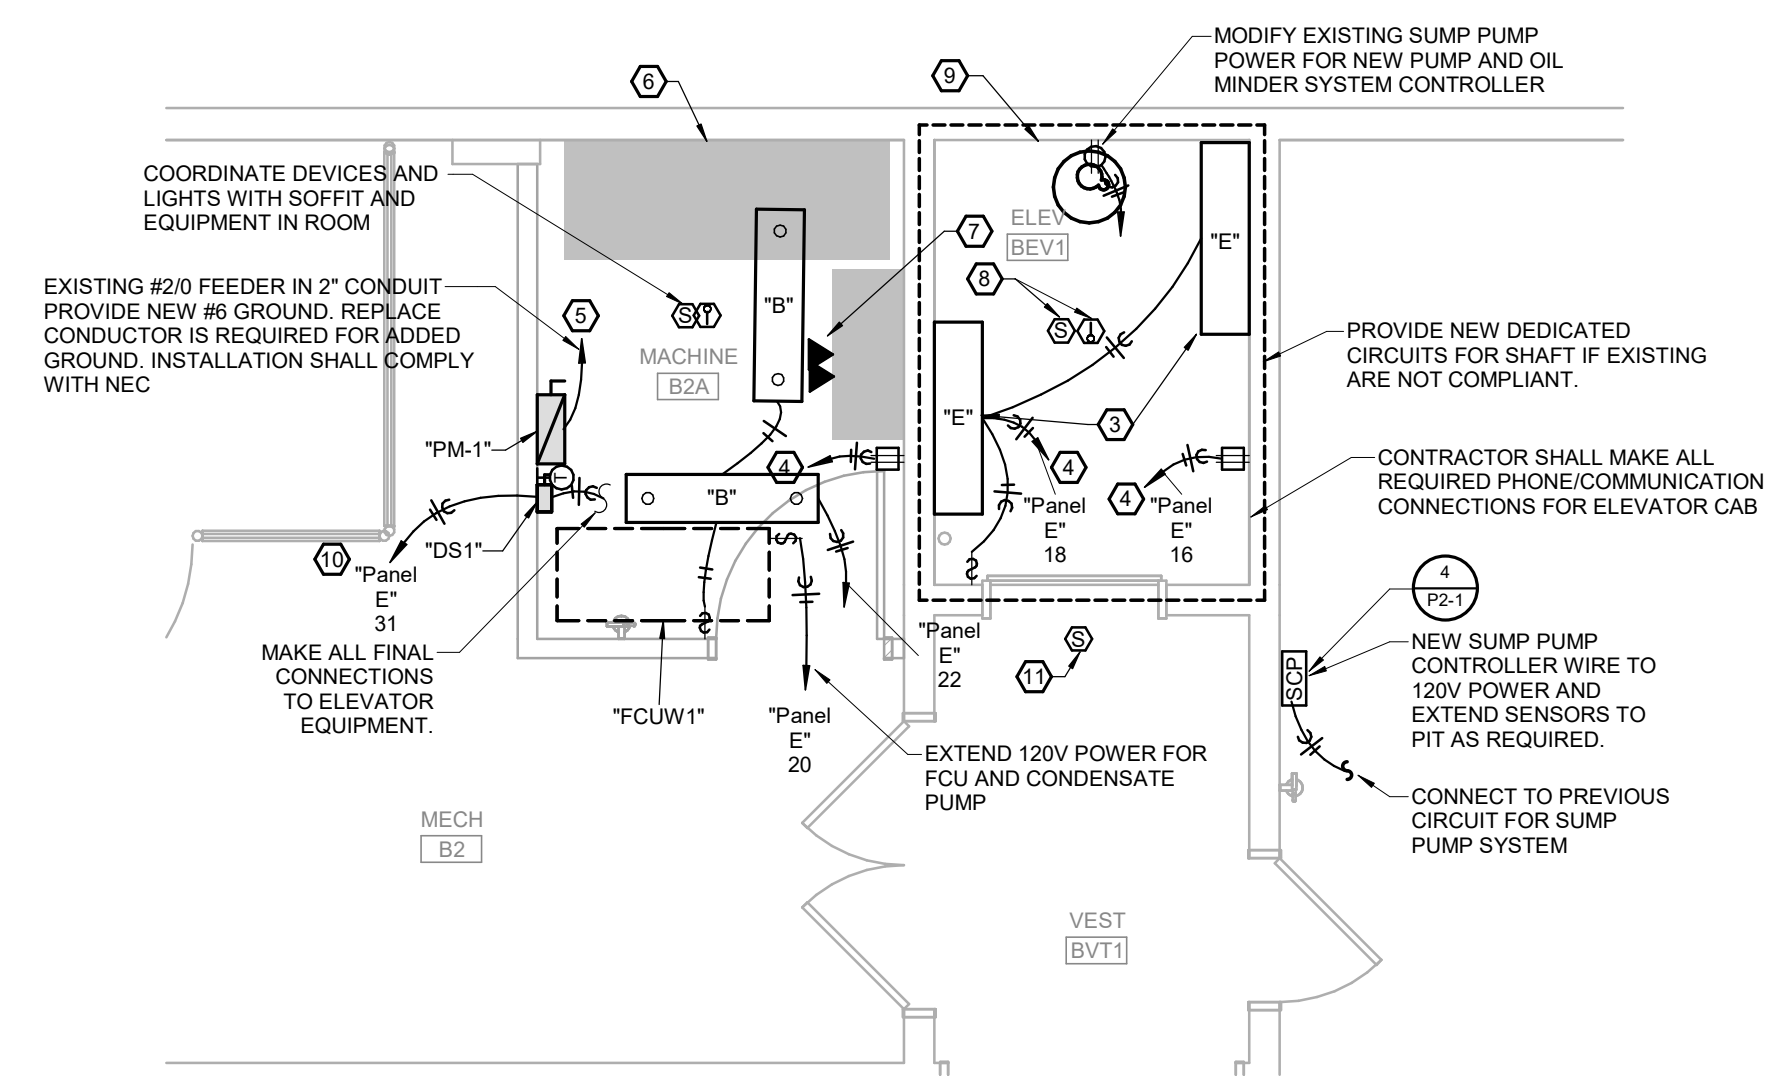 MODIFY EXISTING SUMP PUMP
POWER FOR NEW PUMP AND OIL
MINDER SYSTEM CONTROLLER
6
9
COORDINATE DEVICES AND
LIGHTS WITH SOFFIT AND
EQUIPMENT IN ROOM
7
ELEV
BEV1
"E"
8
EXISTING #2/0 FEEDER IN 2" CONDUIT
PROVIDE NEW #6 GROUND. REPLACE
CONDUCTOR IS REQUIRED FOR ADDED
GROUND. INSTALLATION SHALL COMPLY
WITH NEC
5
S
"B"
S
MACHINE
B2A
PROVIDE NEW DEDICATED
CIRCUITS FOR SHAFT IF EXISTING
ARE NOT COMPLIANT.
"E"
3
"PM-1"
T
4
4
4
"Panel
E"
18
"Panel
E"
16
CONTRACTOR SHALL MAKE ALL
REQUIRED PHONE/COMMUNICATION
CONNECTIONS FOR ELEVATOR CAB
"B"
"DS1"
10
"Panel
E"
31
4
P2-1
MAKE ALL FINAL
CONNECTIONS
TO ELEVATOR
EQUIPMENT.
"Panel
E"
22
S
11
SCP
NEW SUMP PUMP
CONTROLLER WIRE TO
120V POWER AND
EXTEND SENSORS TO
PIT AS REQUIRED.
"FCUW1"
"Panel
E"
20
EXTEND 120V POWER FOR
FCU AND CONDENSATE
PUMP
CONNECT TO PREVIOUS
CIRCUIT FOR SUMP
PUMP SYSTEM
MECH
B2
VEST
BVT1